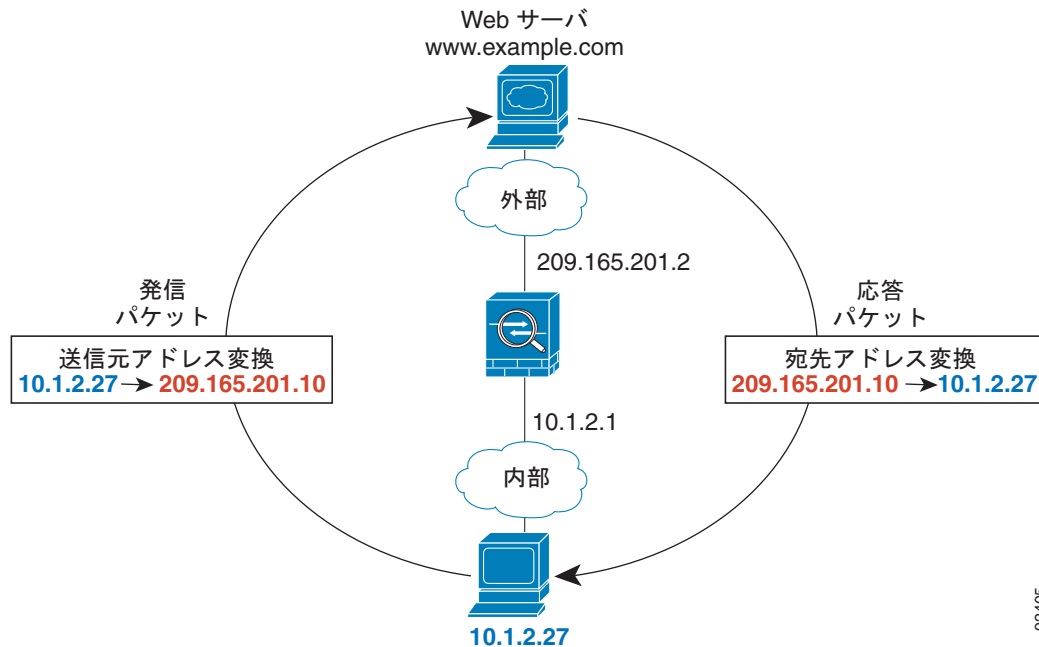 Web サーバ
www.example.com
外部
209.165.201.2
発信
パケット
送信元アドレス変換
10.1.2.27 → 209.165.201.10
応答
パケット
宛先アドレス変換
209.165.201.10 → 10.1.2.27
10.1.2.1
内部
10.1.2.27